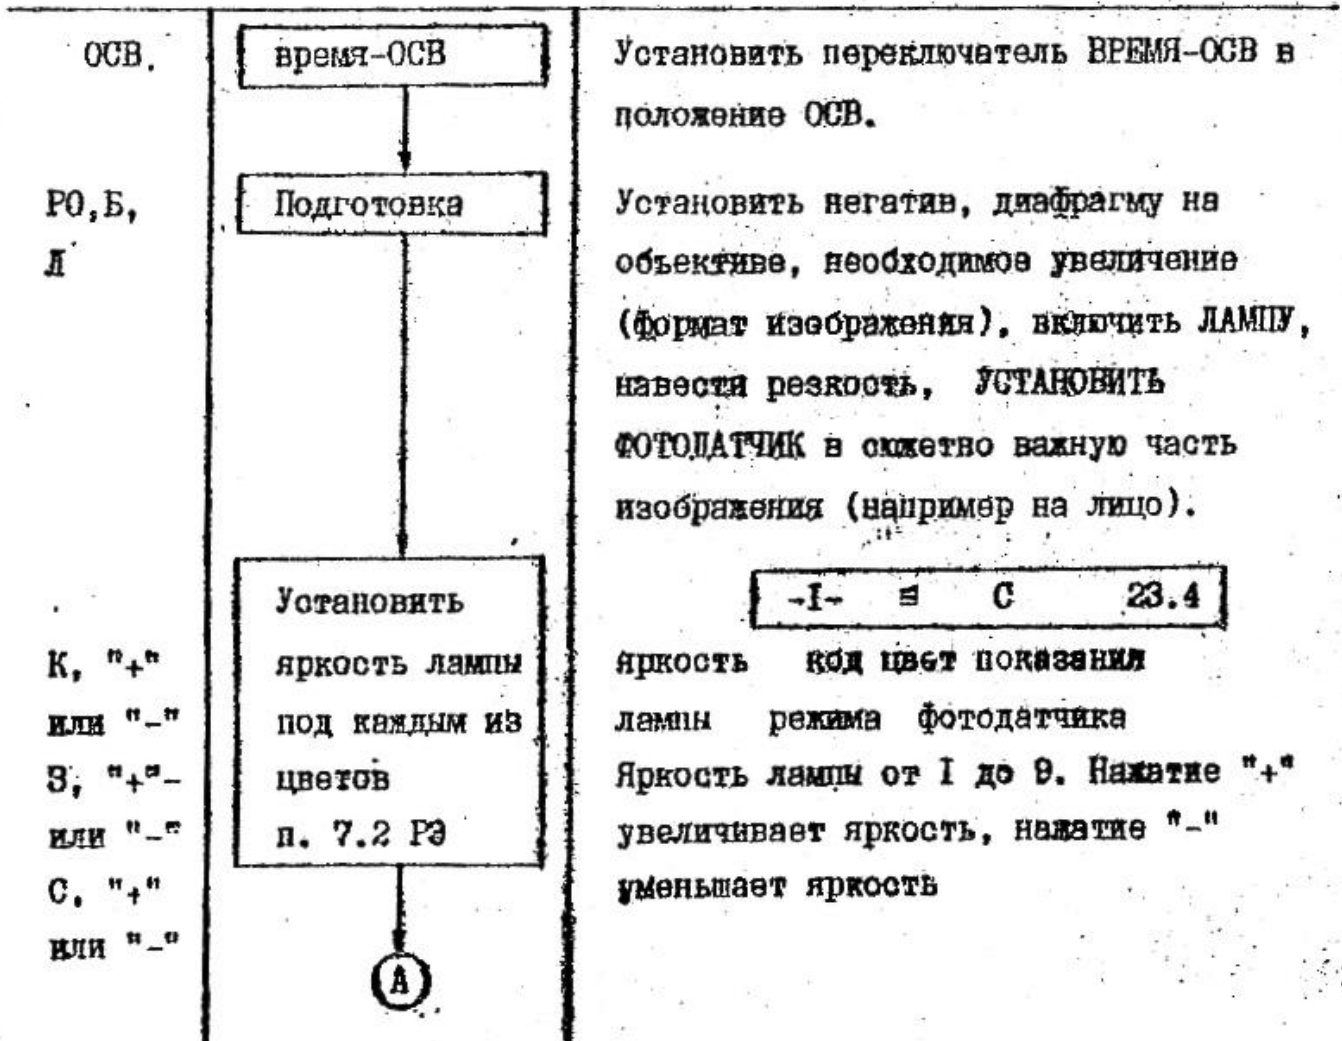 ОСВ.
время-ОСВ
Установить переключатель ВРЕМЯ-ОСВ в
положение ОСВ.
РО,Б,
Л
Подготовка
Установить негатив, диафрагму на
объективе, необходимое увеличение
(формат изображения), включить ЛАМПУ,
навести резкость, УСТАНОВИТЬ
ФОТОДАТЧИК в сюжетно важную часть
изображения (например на лицо).
К, "+"
или "-"
З, "+"-
или "-"
С, "+"
или "-"
Установить
яркость лампы
под каждым из
цветов
п. 7.2 РЭ
А
-I- С 23.4
яркость код цвет показания
лампы режима фотодатчика
Яркость лампы от I до 9. Нажатие "+"
увеличивает яркость, нажатие "-"
уменьшает яркость